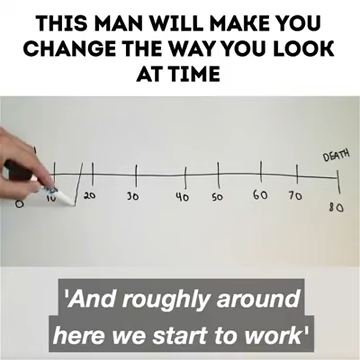 THIS MAN WILL MAKE YOU
CHANGE THE WAY YOU LOOK
AT TIME
DEATH
0 10 20 30 40 50 60 70 80
'And roughly around
here we start to work'